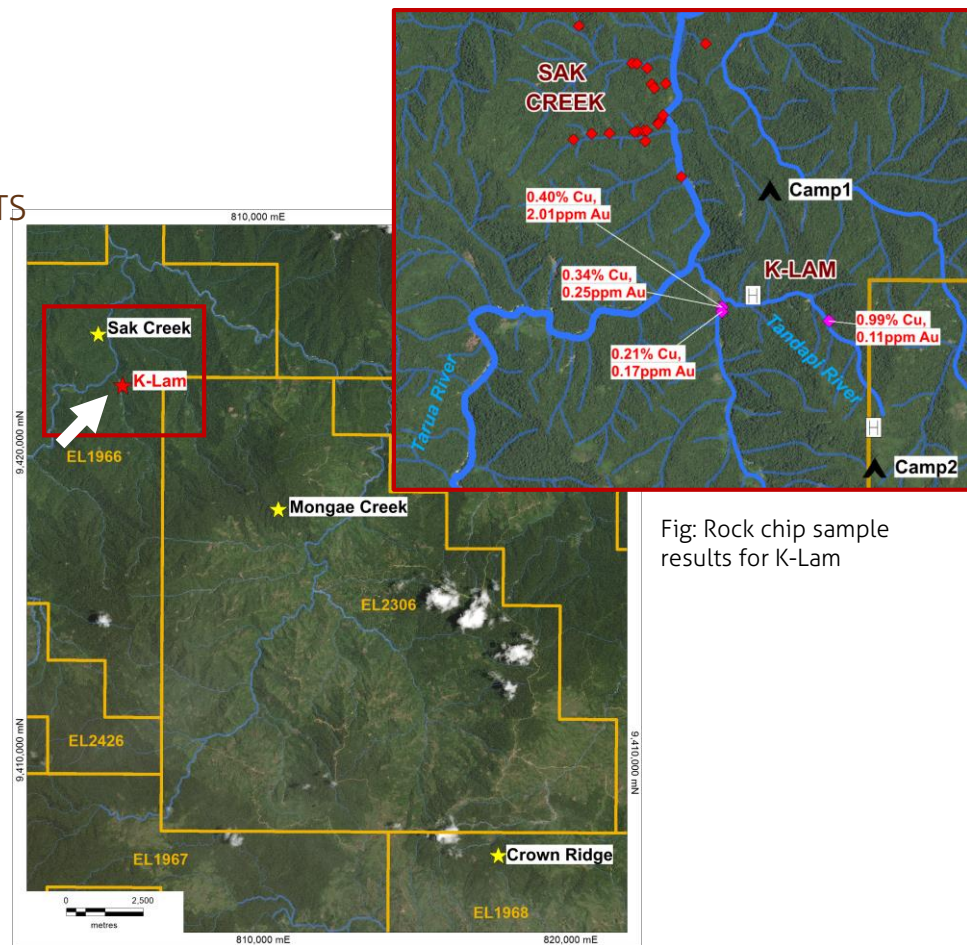 TS
SAK
CREEK
Camp1
0.40% Cu,
2.01ppm Au
K-LAM
0.34% Cu,
0.25ppm Au
H
0.99% Cu,
0.11ppm Au
0.21% Cu,
0.17ppm Au
Tandapi River
Tarua River
H
Camp2
Fig: Rock chip sample
results for K-Lam
810,000 mE
Sak Creek
K-Lam
9,420,000 mN
EL1966
Mongae Creek
EL2306
EL2426
9,410,000 mN
9,410,000 mN
EL1967
Crown Ridge
EL1968
0 2,500
metres
810,000 mE
820,000 mE